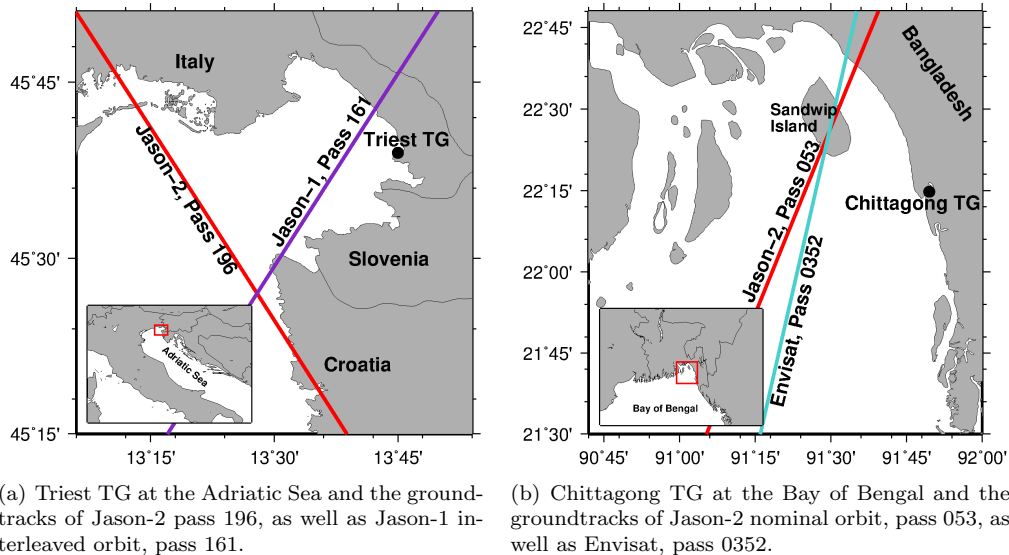 45°45'
45°30'
45°15'
13°15'
13°30'
13°45'
Italy
Triest TG
Jason−1, Pass 161
Jason−2, Pass 196
Slovenia
Croatia
Adriatic Sea
22°45'
22°30'
22°15'
22°00'
21°45'
21°30'
90°45'
91°00'
91°15'
91°30'
91°45'
92°00'
Bangladesh
Sandwip
Island
Chittagong TG
Jason−2, Pass 053
Envisat, Pass 0352
Bay of Bengal
(a) Triest TG at the Adriatic Sea and the ground-
tracks of Jason-2 pass 196, as well as Jason-1 in-
terleaved orbit, pass 161.
(b) Chittagong TG at the Bay of Bengal and the
groundtracks of Jason-2 nominal orbit, pass 053, as
well as Envisat, pass 0352.